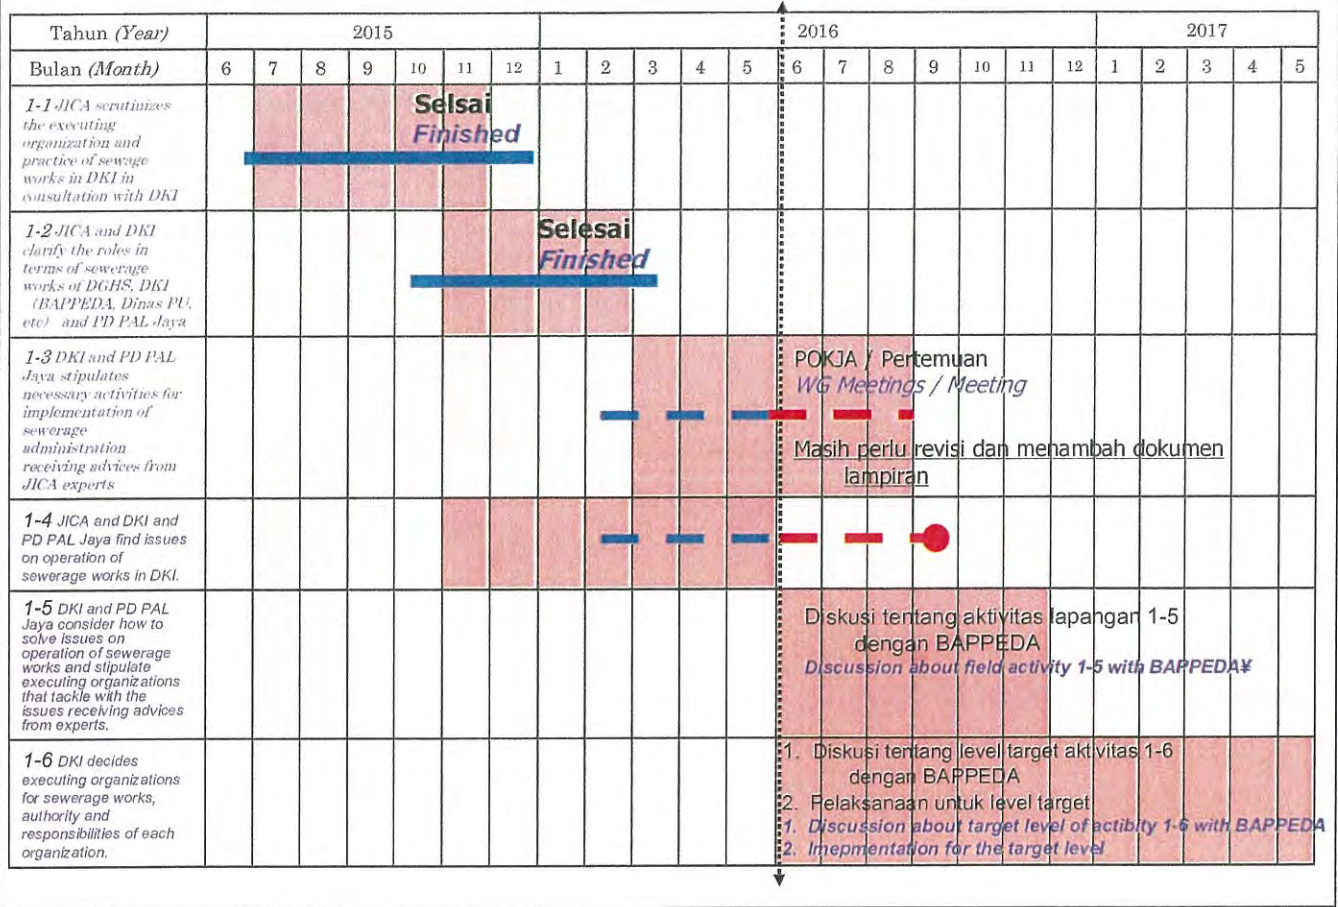 Tahun (Year) 2015 2016 2017
Bulan (Month) 6 7 8 9 10 11 12 1 2 3 4 5 6 7 8 9 10 11 12 1 2 3 4 5
1-1 JICA scrutinizes
the executing
organization and
practice of sewage
works in DKI in
consultation with DKI
Selsai
Finished
1-2 JICA and DKI
clarify the roles in
terms of sewerage
works of DGHS, DKI
(BAPPEDA, Dinas PU,
etc) and PD PAL Jaya
Selesai
Finished
1-3 DKI and PD PAL
Jaya stipulates
necessary activities for
implementation of
sewerage
administration
receiving advices from
JICA experts
POKJA / Pertemuan
WG Meetings / Meeting
Masih perlu revisi dan menambah dokumen
lampiran
1-4 JICA and DKI and
PD PAL Jaya find issues
on operation of
sewerage works in DKI.
1-5 DKI and PD PAL
Jaya consider how to
solve issues on
operation of sewerage
works and stipulate
executing organizations
that tackle with the
issues receiving advices
from experts.
Diskusi tentang aktivitas lapangan 1-5
dengan BAPPEDA
Discussion about field activity 1-5 with BAPPEDA¥
1-6 DKI decides
executing organizations
for sewerage works,
authority and
responsibilities of each
organization.
1. Diskusi tentang level target aktivitas 1-6
dengan BAPPEDA
2. Pelaksanaan untuk level target
1. Discussion about target level of actibity 1-6 with BAPPEDA
2. Imepmentation for the target level